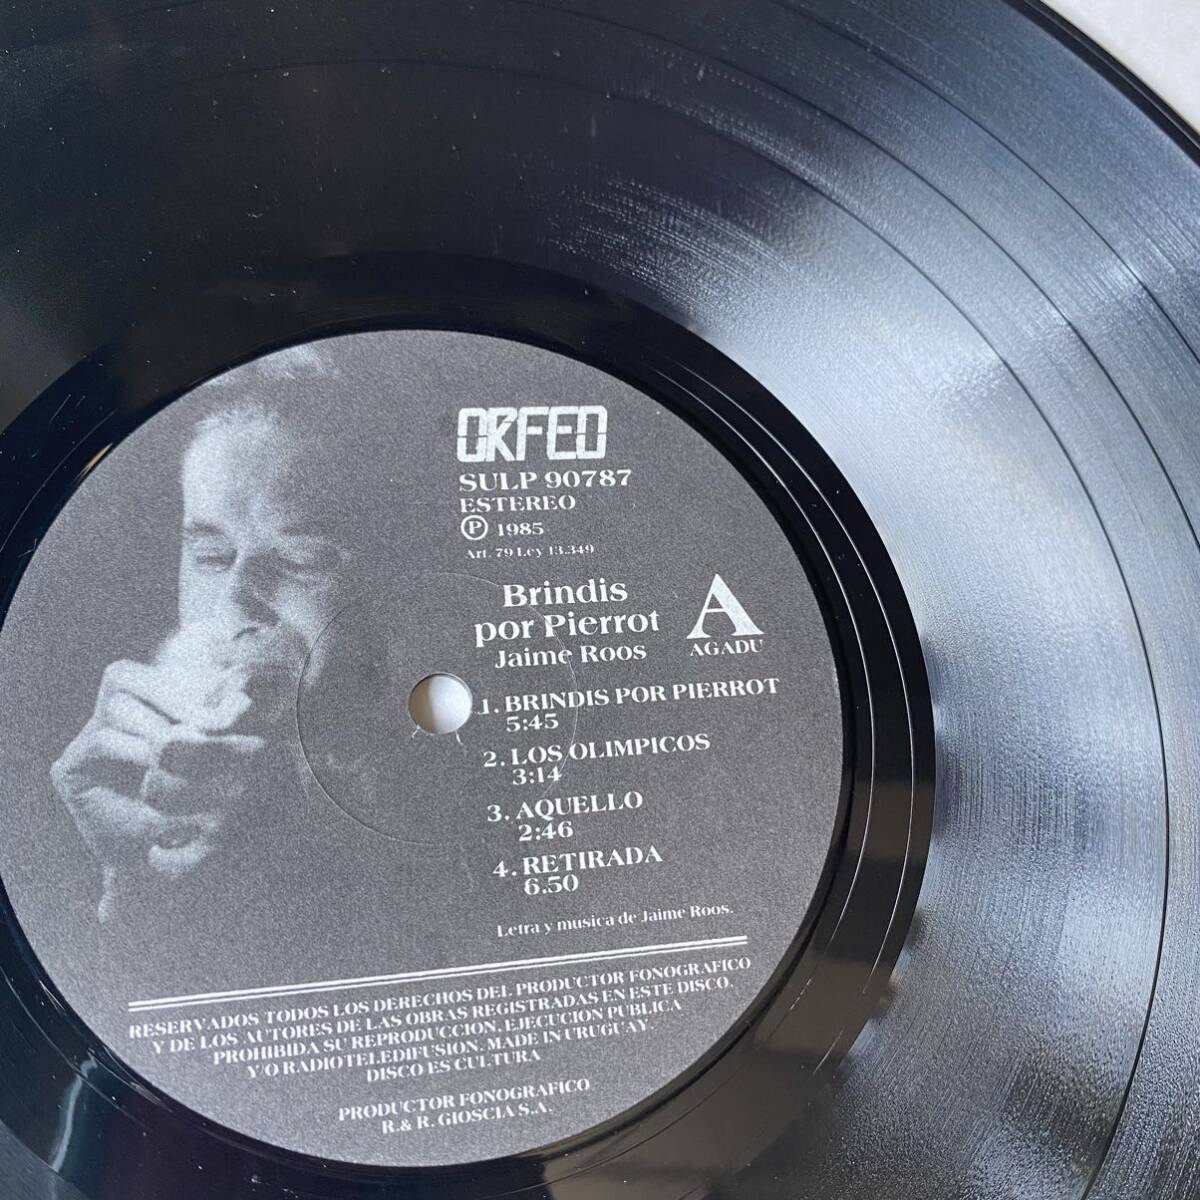 ORFEO
SULP 90787
ESTEREO
Ⓟ 1985
Art. 79 Ley 13.349
Brindis
por Pierrot
Jaime Roos
A
AGADU
1. BRINDIS POR PIERROT
5:45
2. LOS OLIMPICOS
3:14
3. AQUELLO
2:46
4. RETIRADA
6.50
Letra y musica de Jaime Roos.
RESERVADOS TODOS LOS DERECHOS DEL PRODUCTOR FONOGRAFICO
Y DE LOS AUTORES DE LAS OBRAS REGISTRADAS EN ESTE DISCO.
PROHIBIDA SU REPRODUCCION, EJECUCION PUBLICA
Y/O RADIOTELEDIFUSION. MADE IN URUGUAY.
DISCO ES CULTURA
PRODUCTOR FONOGRAFICO
R.& R. GIOSCIA S.A.